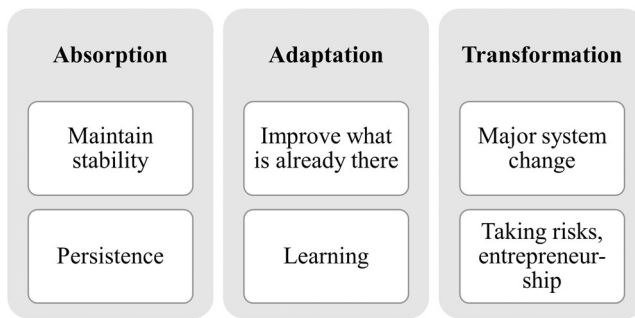 Absorption
Maintain
stability
Persistence
Adaptation
Improve what
is already there
Learning
Transformation
Major system
change
Taking risks,
entrepreneur-
ship